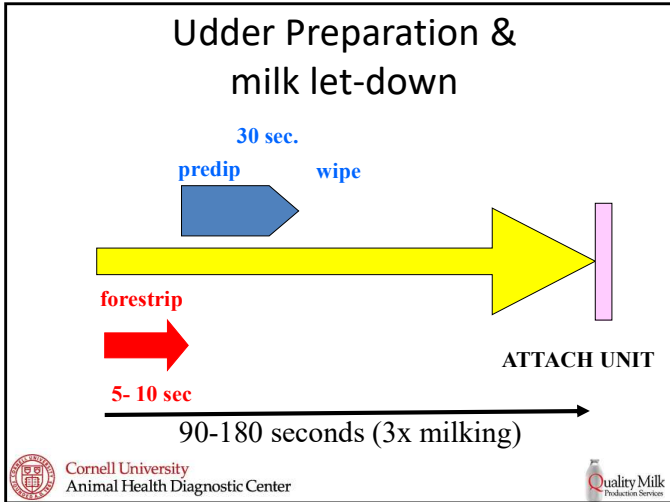 Udder Preparation &
milk let-down
30 sec.
predip wipe
forestrip
ATTACH UNIT
5- 10 sec
90-180 seconds (3x milking)
Cornell University
Animal Health Diagnostic Center
Quality Milk
Production Services